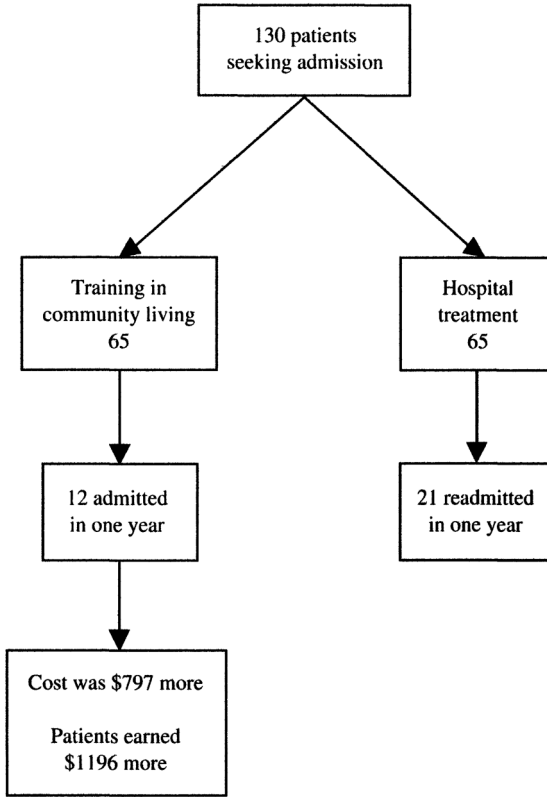 130 patients
seeking admission
Training in
community living
65
Hospital
treatment
65
12 admitted
in one year
21 readmitted
in one year
Cost was $797 more
Patients earned
$1196 more